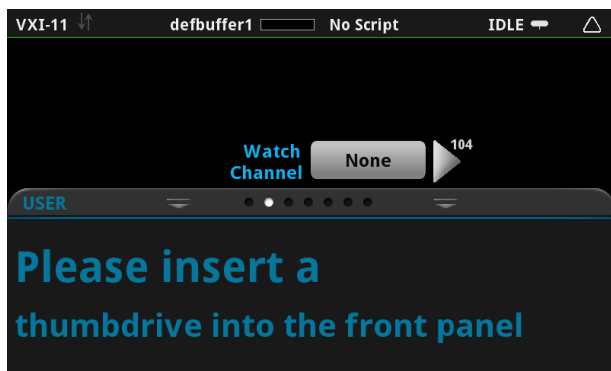 VXI-11 defbuffer1 No Script IDLE
Watch
Channel
None
104
USER
Please insert a
thumbdrive into the front panel